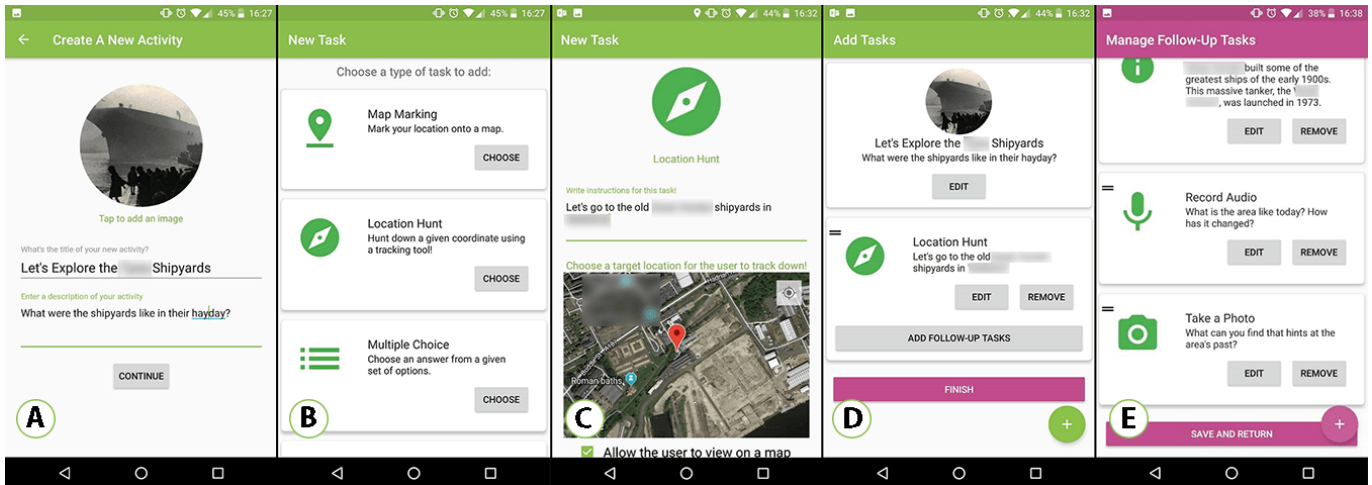 45% 16:27
Create A New Activity
Tap to add an image
What's the title of your new activity?
Let's Explore the Shipyards
Enter a description of your activity
What were the shipyards like in their hayday?
CONTINUE
A
45% 16:27
New Task
Choose a type of task to add:
Map Marking
Mark your location onto a map.
CHOOSE
Location Hunt
Hunt down a given coordinate using
a tracking tool!
CHOOSE
Multiple Choice
Choose an answer from a given
set of options.
CHOOSE
B
44% 16:32
New Task
Location Hunt
Write instructions for this task!
Let's go to the old shipyards in
Choose a target location for the user to track down!
Roman baths
Allow the user to view on a map
C
44% 16:32
Add Tasks
Let's Explore the Shipyards
What were the shipyards like in their hayday?
EDIT
Location Hunt
Let's go to the old
shipyards in
EDIT REMOVE
ADD FOLLOW-UP TASKS
FINISH
+
D
38% 16:38
Manage Follow-Up Tasks
built some of the
greatest ships of the early 1900s.
This massive tanker, the
, was launched in 1973.
EDIT REMOVE
Record Audio
What is the area like today? How
has it changed?
EDIT REMOVE
Take a Photo
What can you find that hints at the
area's past?
EDIT REMOVE
+
SAVE AND RETURN
E